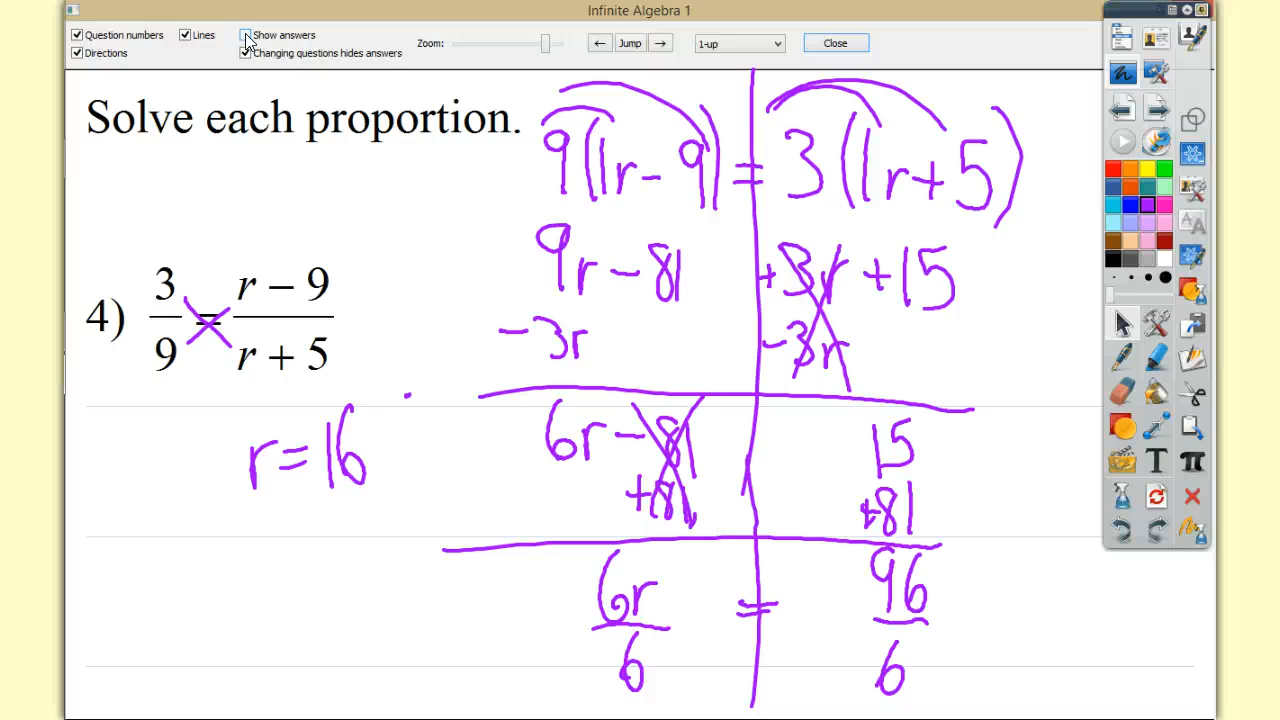 Infinite Algebra 1
Question numbers Lines Show answers
Directions Changing questions hides answers
Zoom: ← Jump → 1-up Close
Solve each proportion.
9(1r - 9) = 3(1r + 5)
9r - 81 +3r + 15
-3r -3r
4) 3/9 = r - 9/r + 5
6r - 81 15
+81 +81
r = 16
6r/6 = 96/6